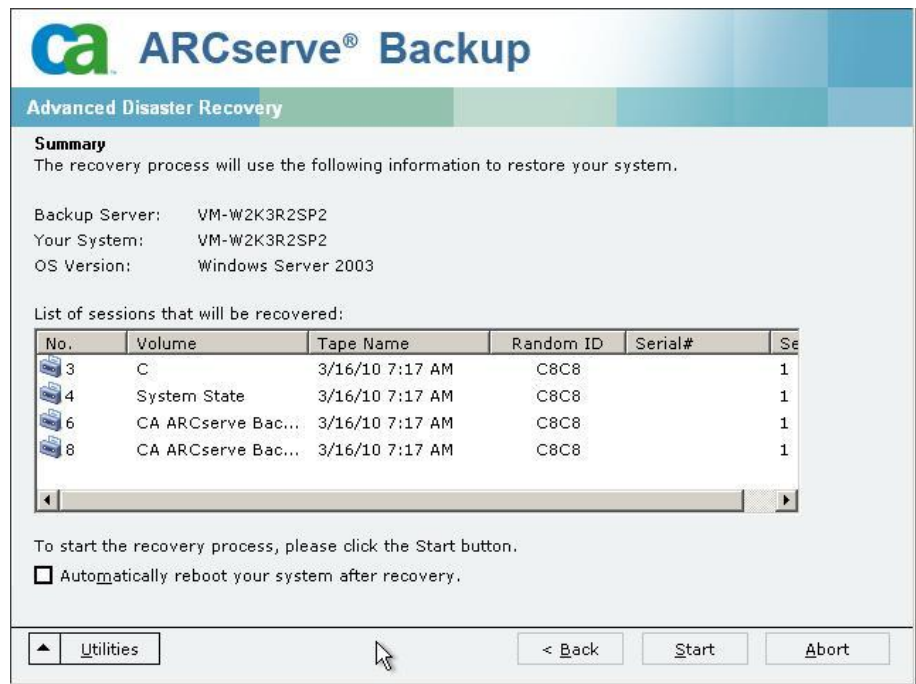 ca ARCserve® Backup
Advanced Disaster Recovery
Summary
The recovery process will use the following information to restore your system.
Backup Server: VM-W2K3R2SP2
Your System: VM-W2K3R2SP2
OS Version: Windows Server 2003
List of sessions that will be recovered:
No. Volume Tape Name Random ID Serial# Se
3 C 3/16/10 7:17 AM C8C8 1
4 System State 3/16/10 7:17 AM C8C8 1
6 CA ARCserve Bac... 3/16/10 7:17 AM C8C8 1
8 CA ARCserve Bac... 3/16/10 7:17 AM C8C8 1
To start the recovery process, please click the Start button.
Automatically reboot your system after recovery.
Utilities < Back Start Abort